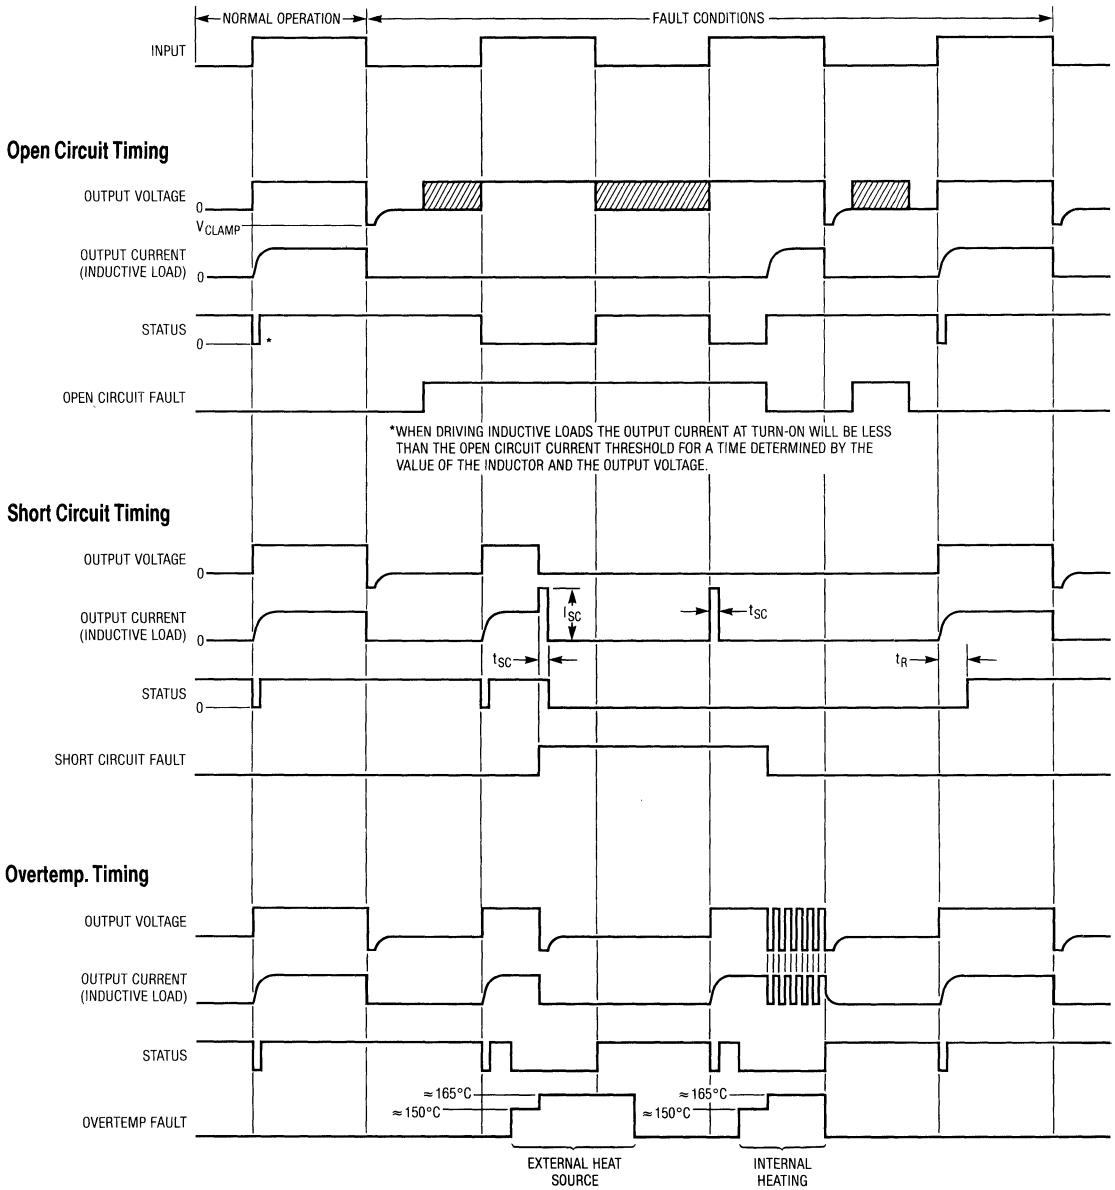 NORMAL OPERATION
FAULT CONDITIONS
INPUT
Open Circuit Timing
OUTPUT VOLTAGE
0
VCLAMP
OUTPUT CURRENT
(INDUCTIVE LOAD)
0
STATUS
0
*
OPEN CIRCUIT FAULT
*WHEN DRIVING INDUCTIVE LOADS THE OUTPUT CURRENT AT TURN-ON WILL BE LESS
THAN THE OPEN CIRCUIT CURRENT THRESHOLD FOR A TIME DETERMINED BY THE
VALUE OF THE INDUCTOR AND THE OUTPUT VOLTAGE.
Short Circuit Timing
OUTPUT VOLTAGE
0
OUTPUT CURRENT
(INDUCTIVE LOAD)
0
ISC
tSC
tSC
tR
STATUS
0
SHORT CIRCUIT FAULT
Overtemp. Timing
OUTPUT VOLTAGE
OUTPUT CURRENT
(INDUCTIVE LOAD)
STATUS
≈165°C
≈150°C
≈165°C
≈150°C
OVERTEMP FAULT
EXTERNAL HEAT
SOURCE
INTERNAL
HEATING